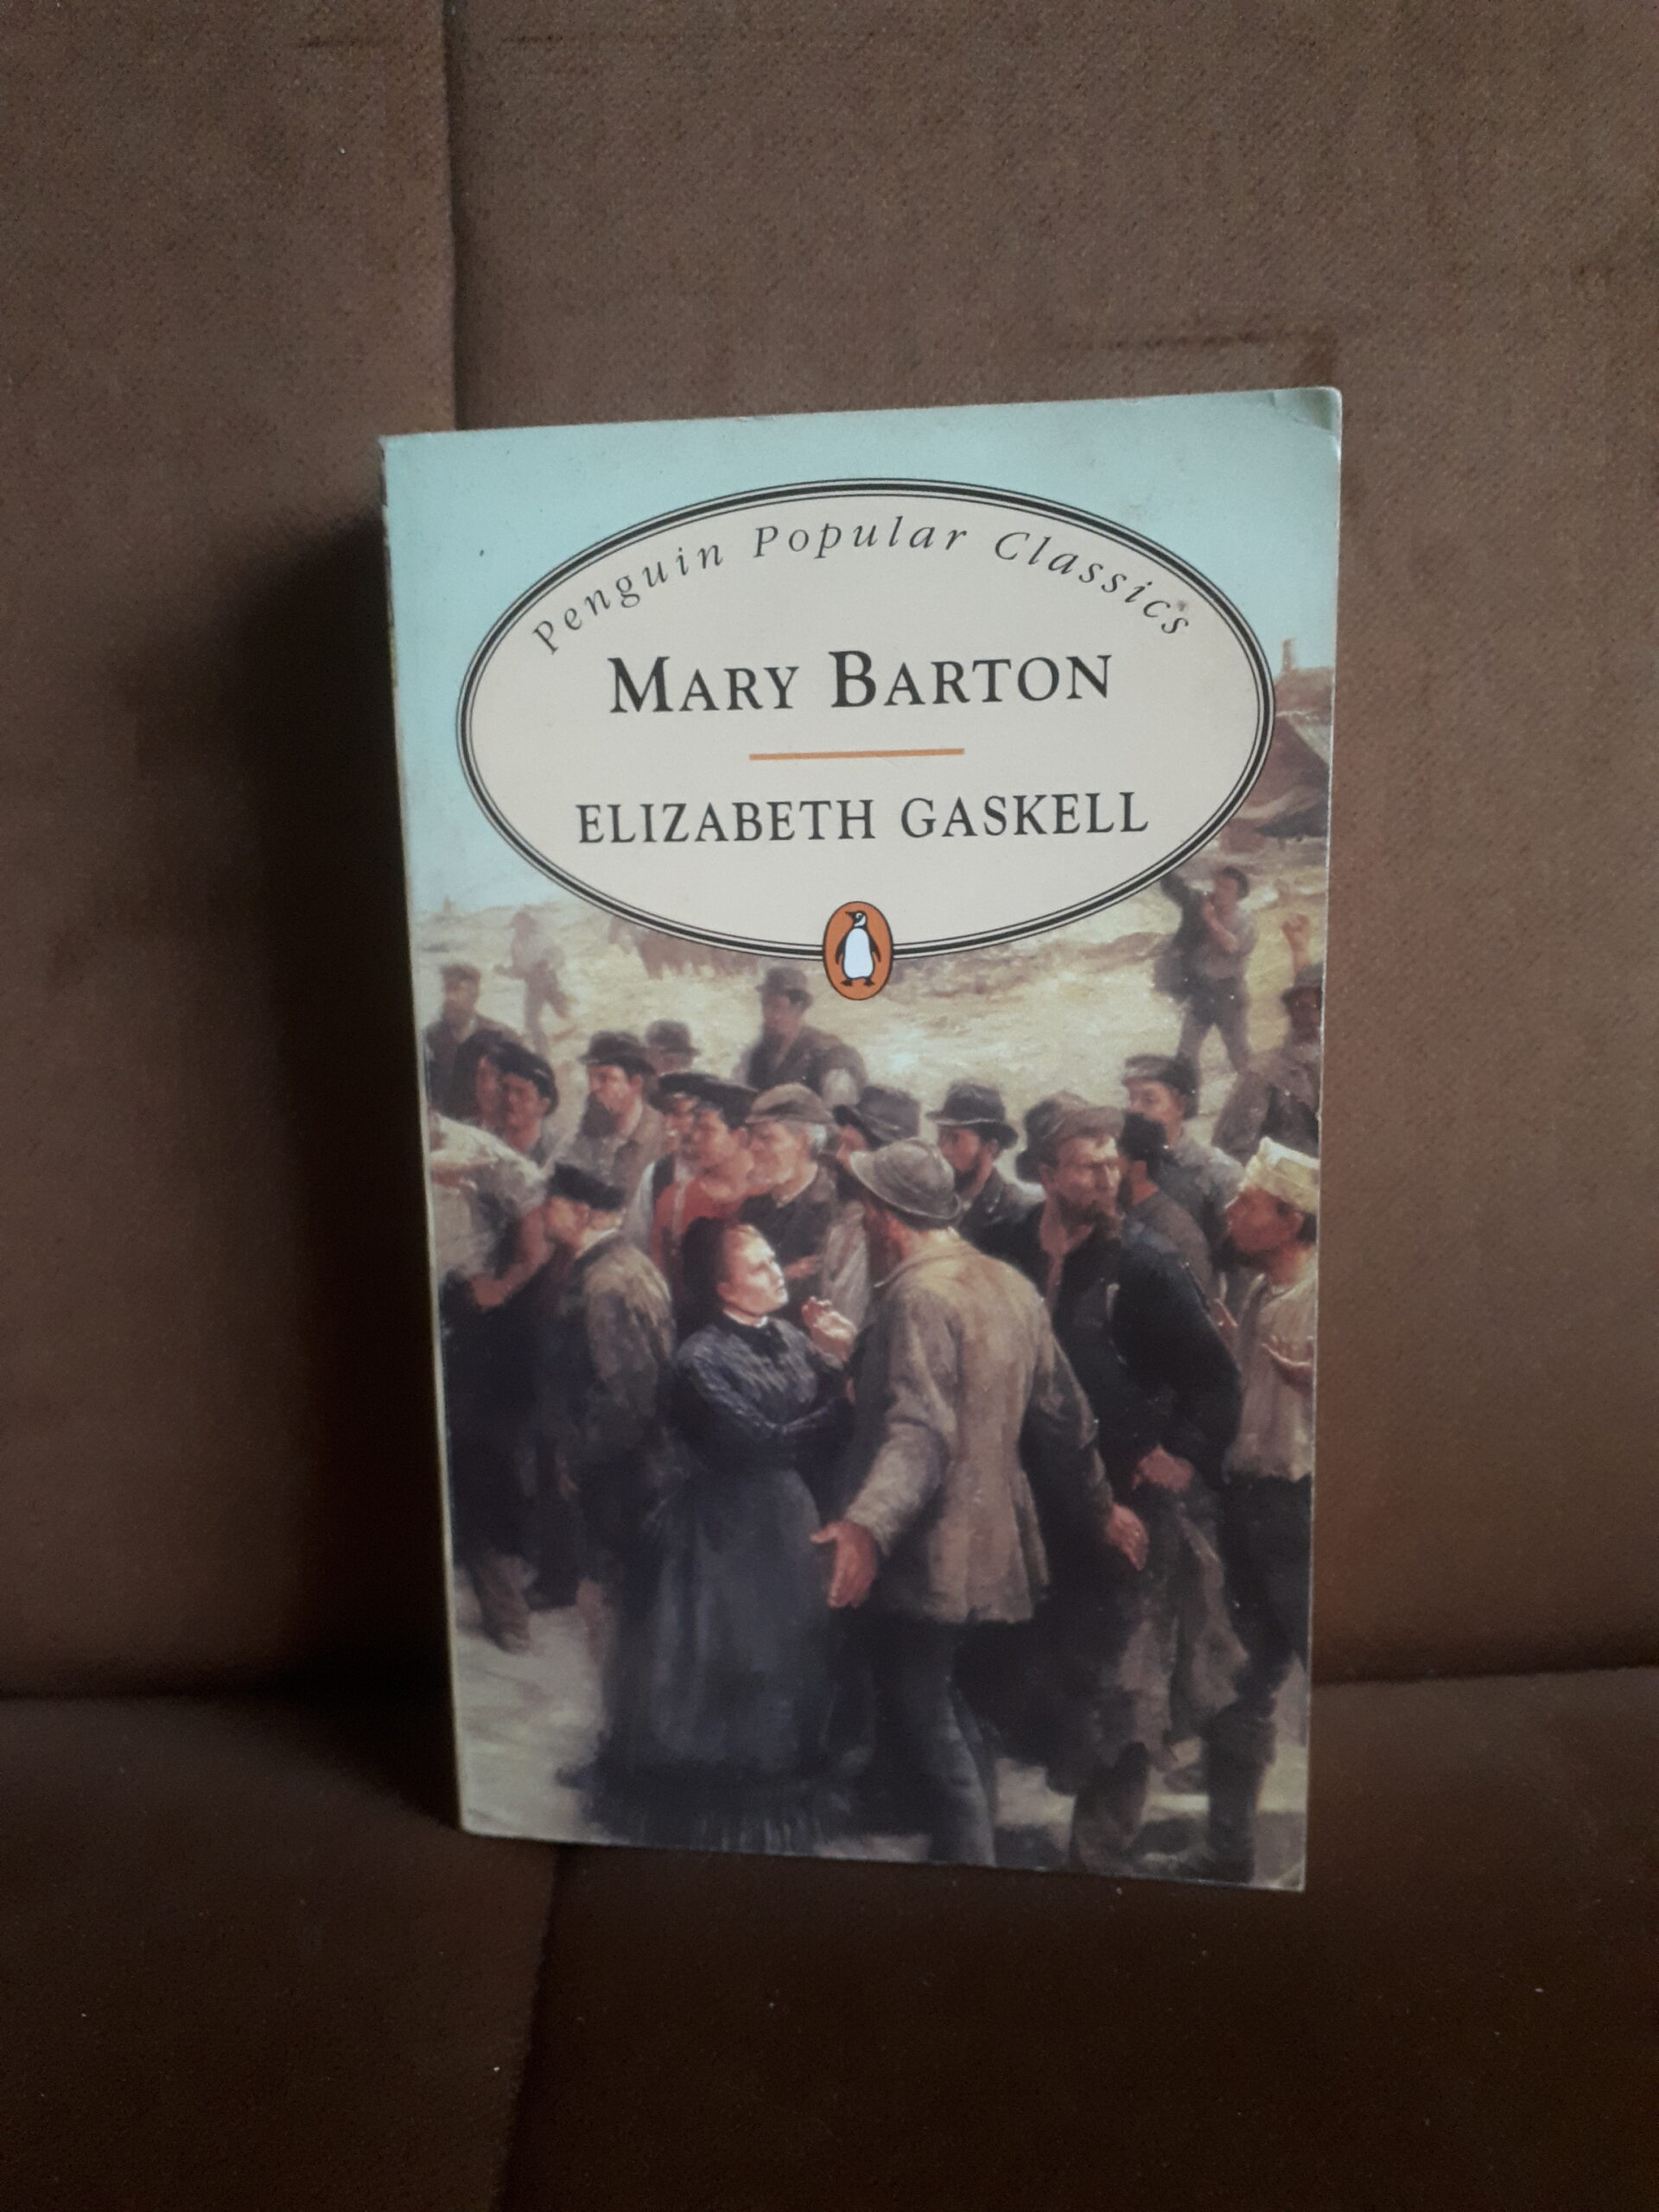 Penguin Popular Classics
MARY BARTON
ELIZABETH GASKELL